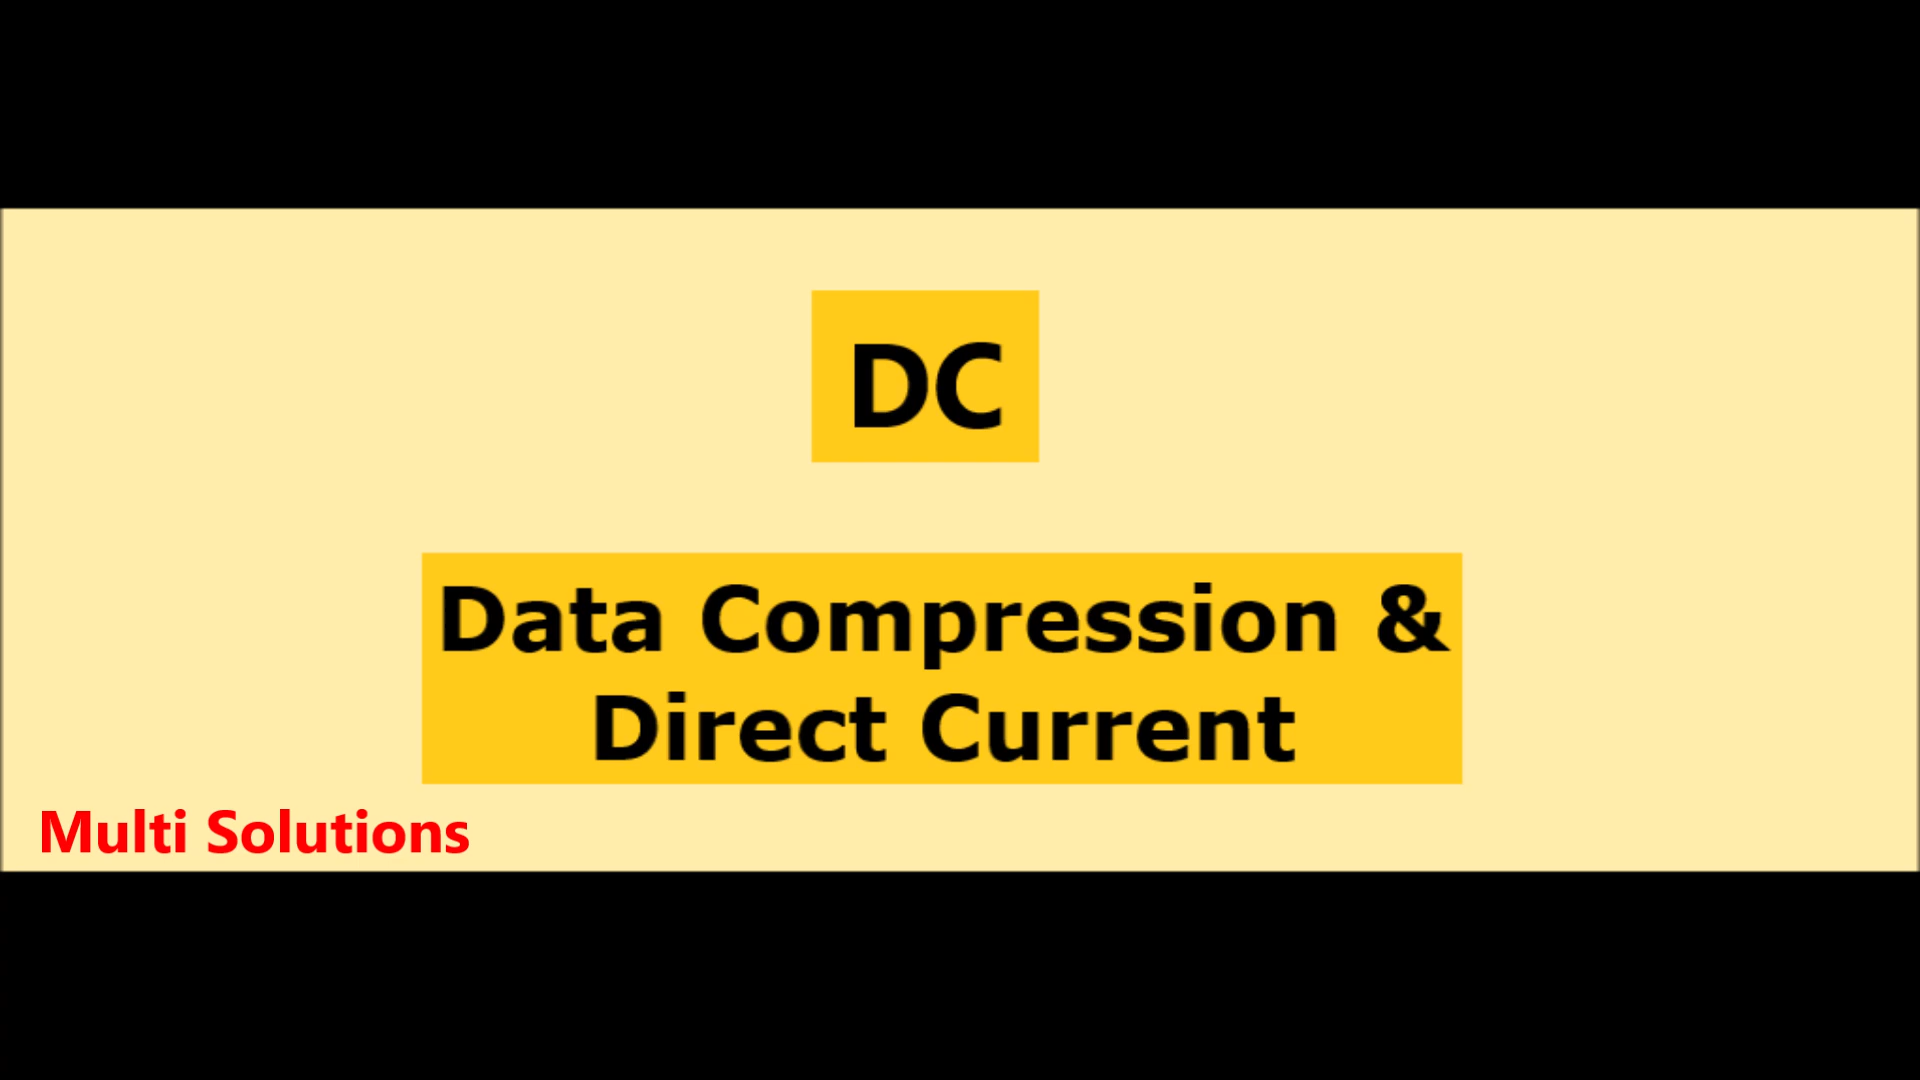 DC
Data Compression &
Direct Current
Multi Solutions